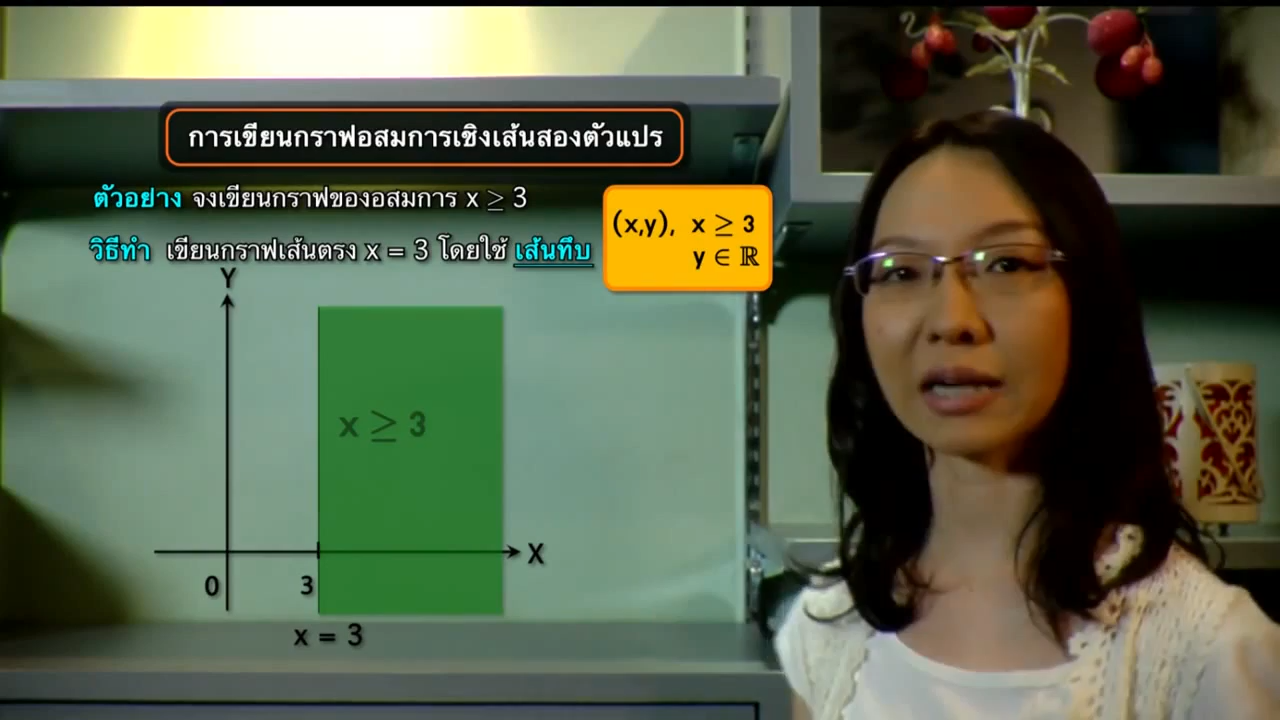 การเขียนกราฟอสมการเชิงเส้นสองตัวแปร
ตัวอย่าง จงเขียนกราฟของอสมการ x ≥ 3
วิธีทำ เขียนกราฟเส้นตรง x = 3 โดยใช้ เส้นทึบ
(x,y), x ≥ 3
y ∈ ℝ
Y
x ≥ 3
X
0
3
x = 3